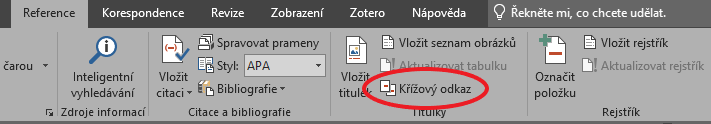 Reference Korespondence Revize Zobrazení Zotero Nápověda Řekněte mi, co chcete udělat.
čarou
Inteligentní
vyhledávání
Zdroje informací
Vložit
citaci
Spravovat prameny
Styl: APA
Bibliografie
Citace a bibliografie
Vložit
titulek
Vložit seznam obrázků
Aktualizovat tabulku
Křížový odkaz
Titulky
Označit
položku
Vložit rejstřík
Aktualizovat rejstřík
Rejstřík